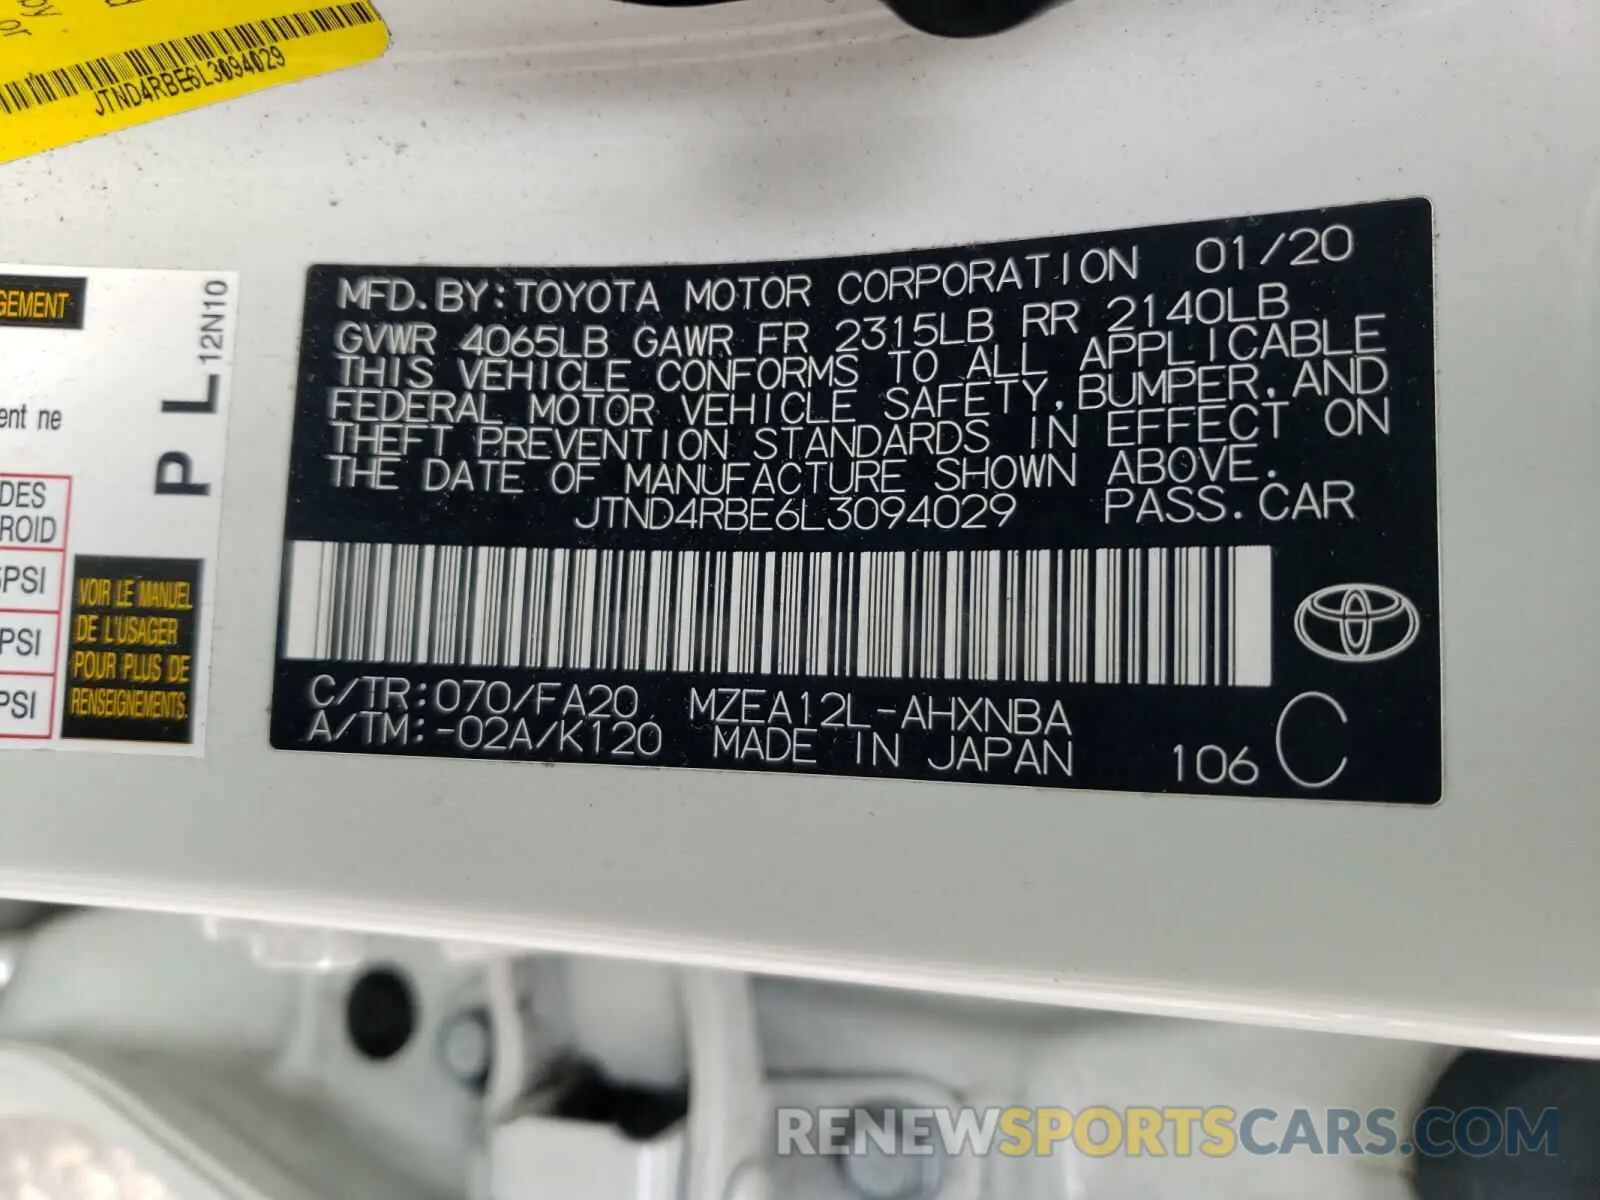 by
or
JTND4RBE6L3094029
GEMENT
12N10
P L
ent ne
DES
ROID
PSI
PSI
PSI
VOIR LE MANUEL
DE L'USAGER
POUR PLUS DE
RENSEIGNEMENTS.
MFD. BY: TOYOTA MOTOR CORPORATION 01/20
GVWR 4065LB GAWR FR 2315LB RR 2140LB
THIS VEHICLE CONFORMS TO ALL APPLICABLE
FEDERAL MOTOR VEHICLE SAFETY, BUMPER, AND
THEFT PREVENTION STANDARDS IN EFFECT ON
THE DATE OF MANUFACTURE SHOWN ABOVE.
JTND4RBE6L3094029 PASS. CAR
C/TR: 070/FA20 MZEA12L-AHXNBA
A/TM: -02A/K120 MADE IN JAPAN 106 C
RENEWSPORTSCARS.COM